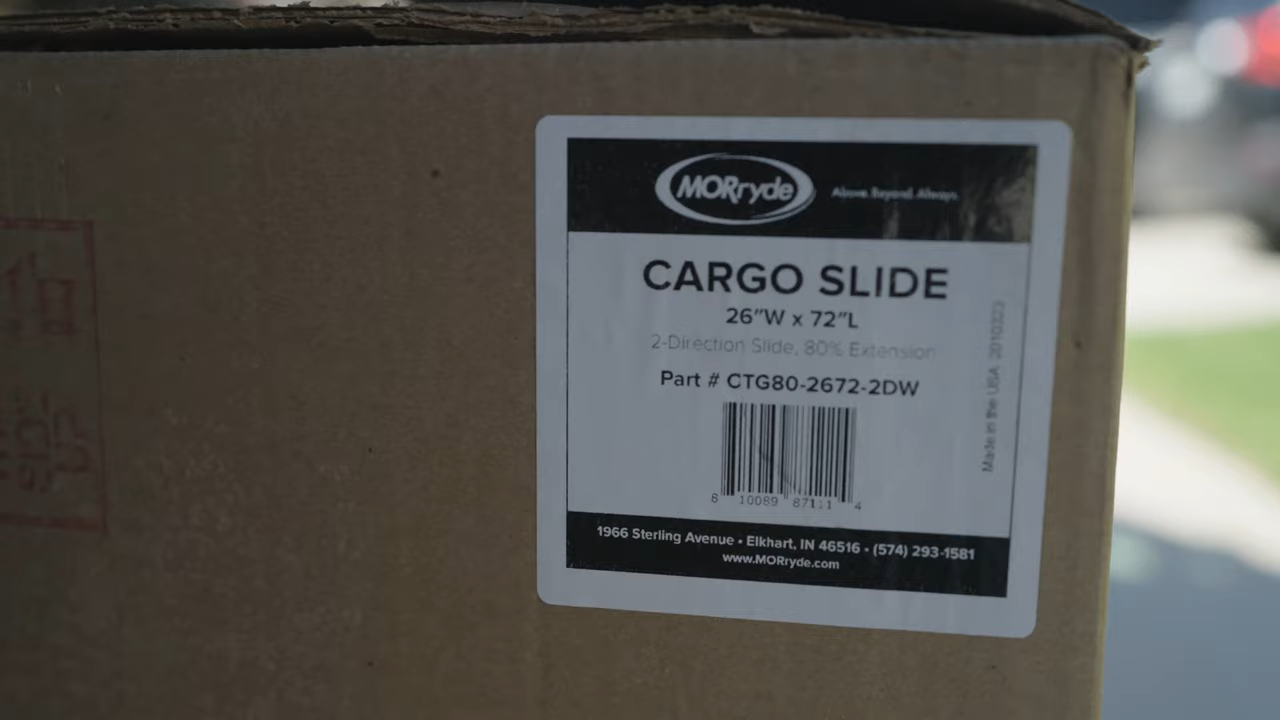 MORryde
Above. Beyond. Always.
CARGO SLIDE
26"W x 72"L
2-Direction Slide, 80% Extension
Part # CTG80-2672-2DW
8 10089 87111 4
Made in the USA 2010323
1966 Sterling Avenue • Elkhart, IN 46516 • (574) 293-1581
www.MORryde.com